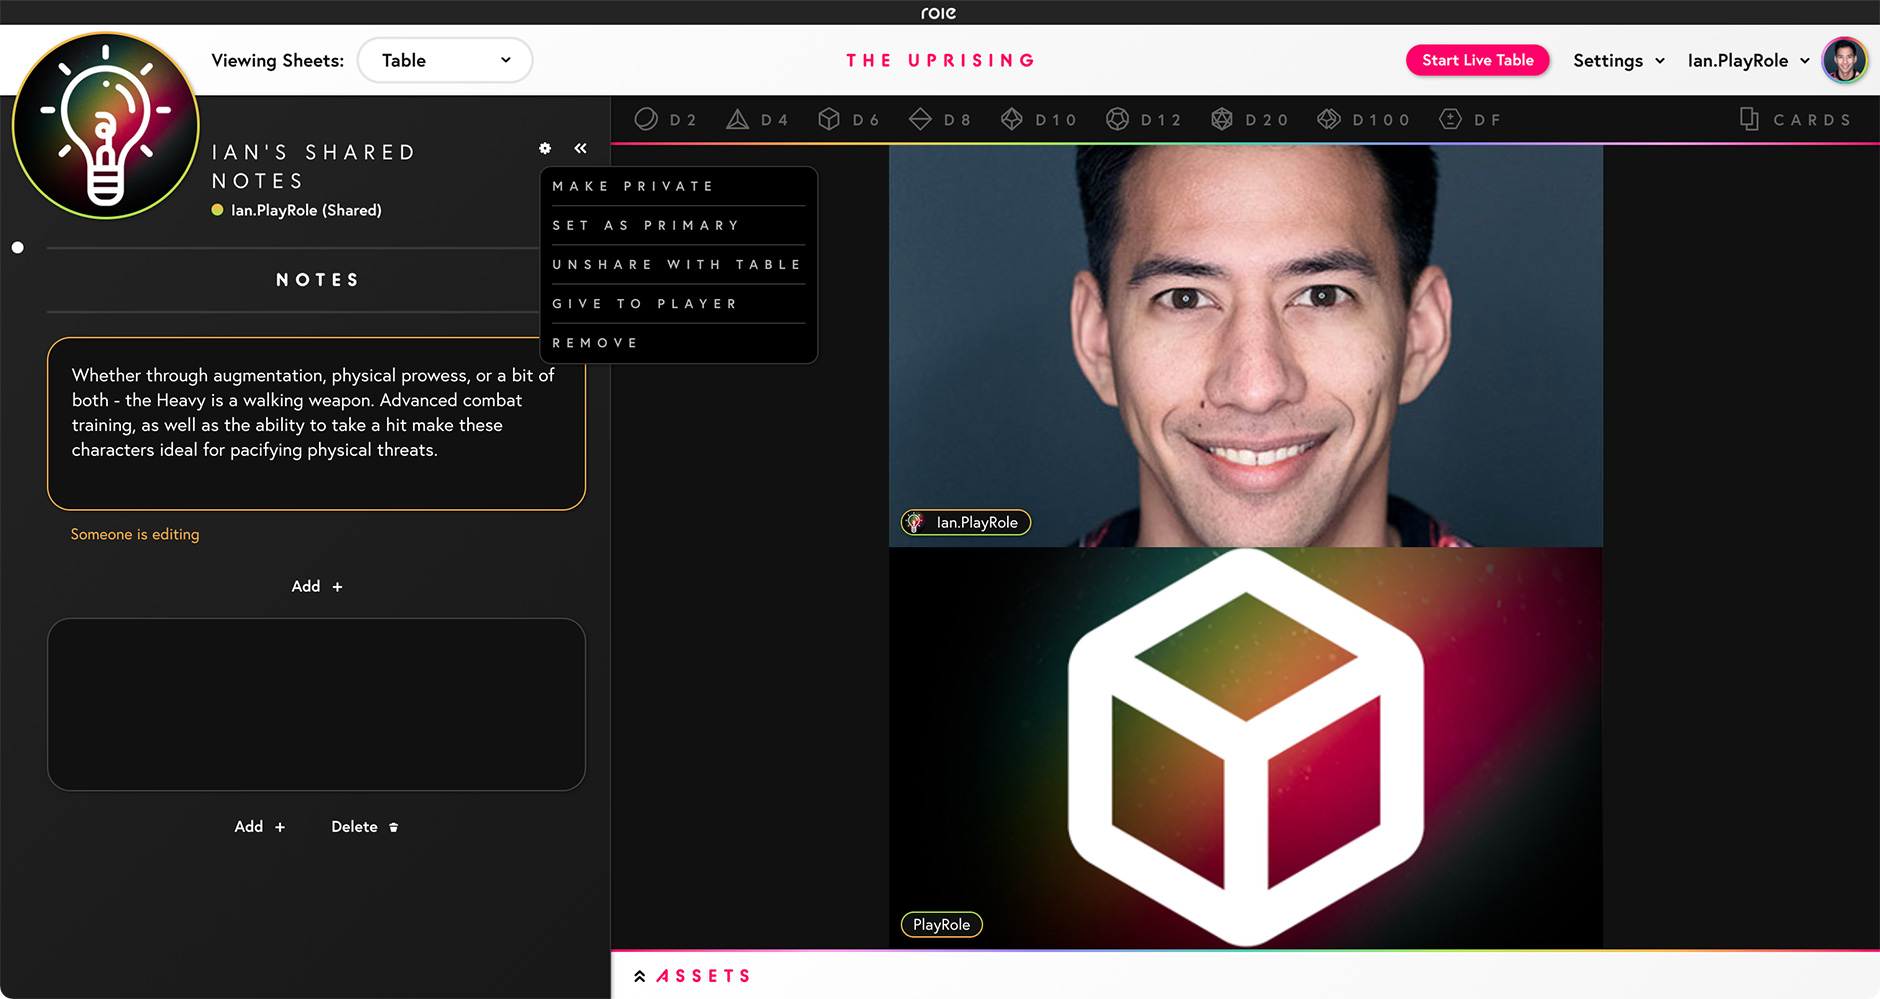 role
Viewing Sheets:
Table
THE UPRISING
Start Live Table
Settings
Ian.PlayRole
D2
D4
D6
D8
D10
D12
D20
D100
DF
CARDS
IAN'S SHARED
NOTES
Ian.PlayRole (Shared)
MAKE PRIVATE
SET AS PRIMARY
UNSHARE WITH TABLE
GIVE TO PLAYER
REMOVE
NOTES
Whether through augmentation, physical prowess, or a bit of
both - the Heavy is a walking weapon. Advanced combat
training, as well as the ability to take a hit make these
characters ideal for pacifying physical threats.
Someone is editing
Add +
Add +
Delete
Ian.PlayRole
PlayRole
ASSETS